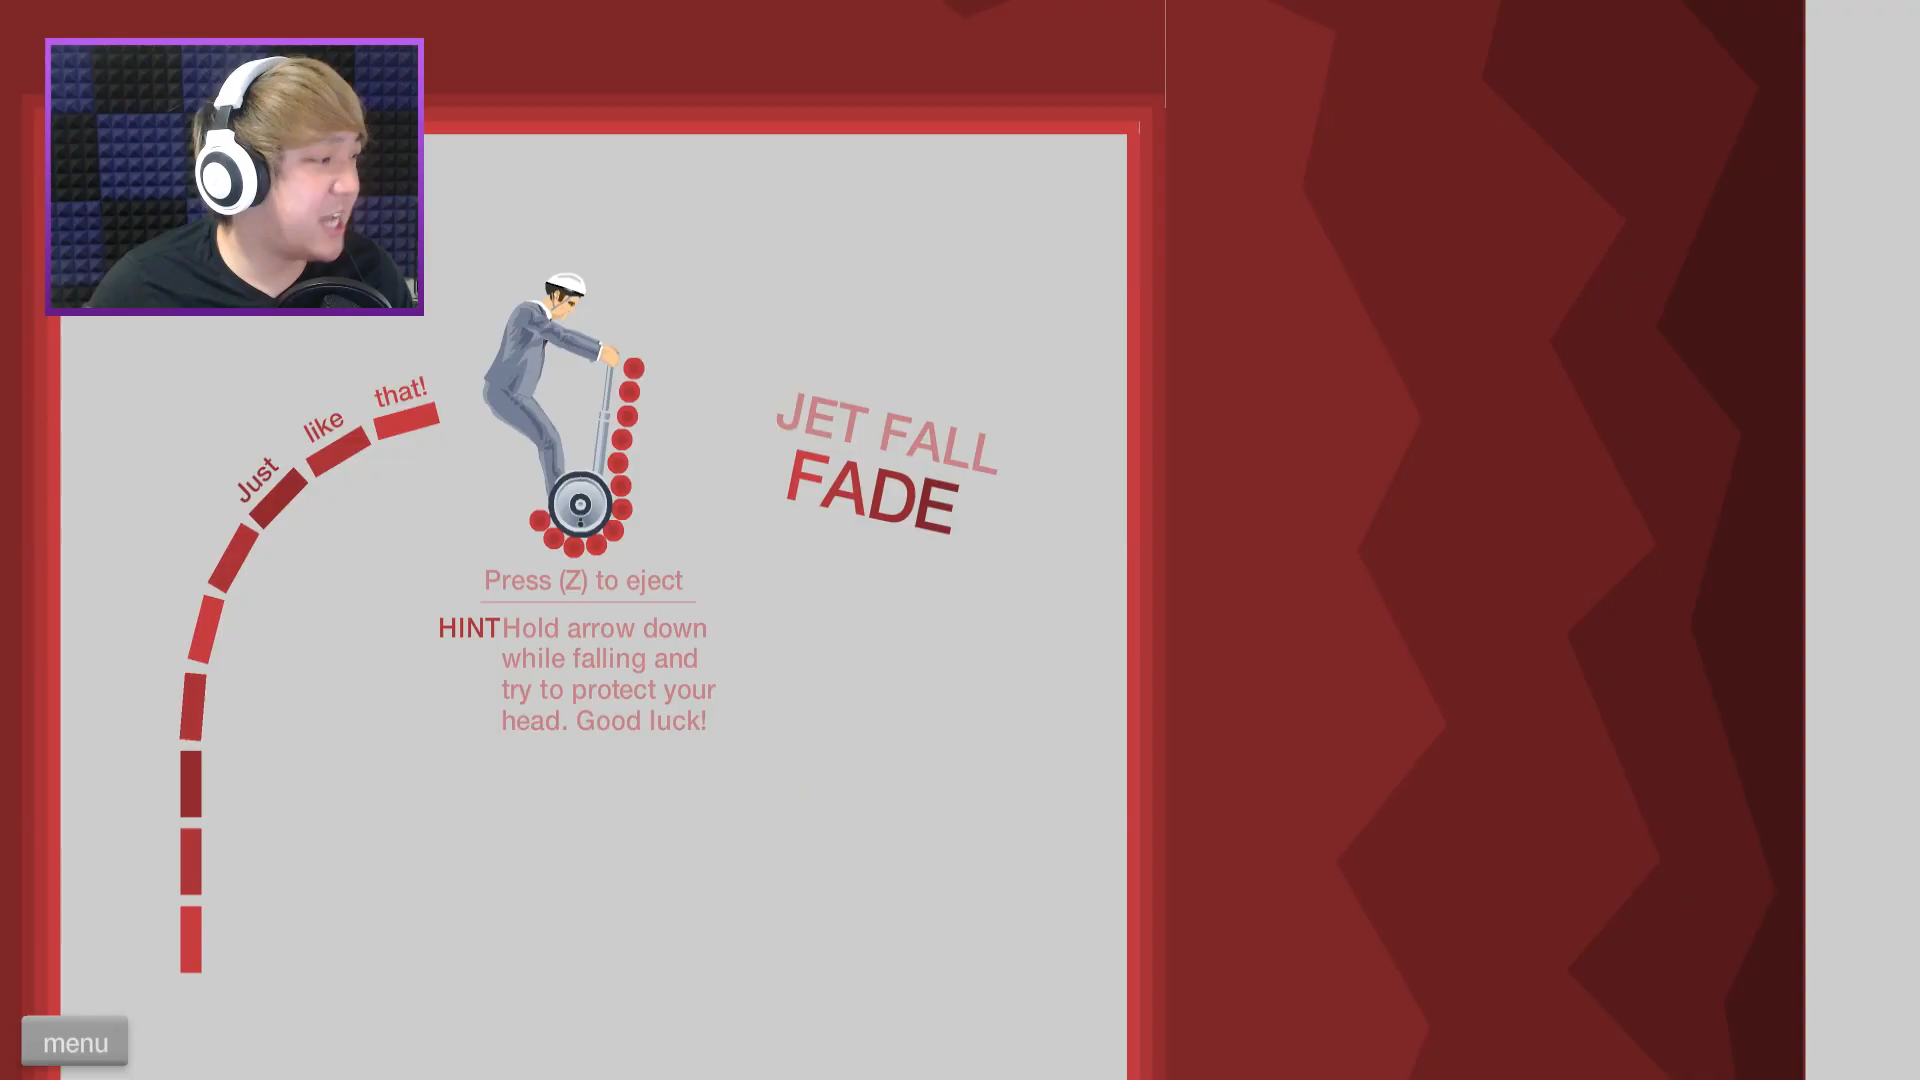 Just like that!
JET FALL
FADE
Press (Z) to eject
HINT Hold arrow down
while falling and
try to protect your
head. Good luck!
menu